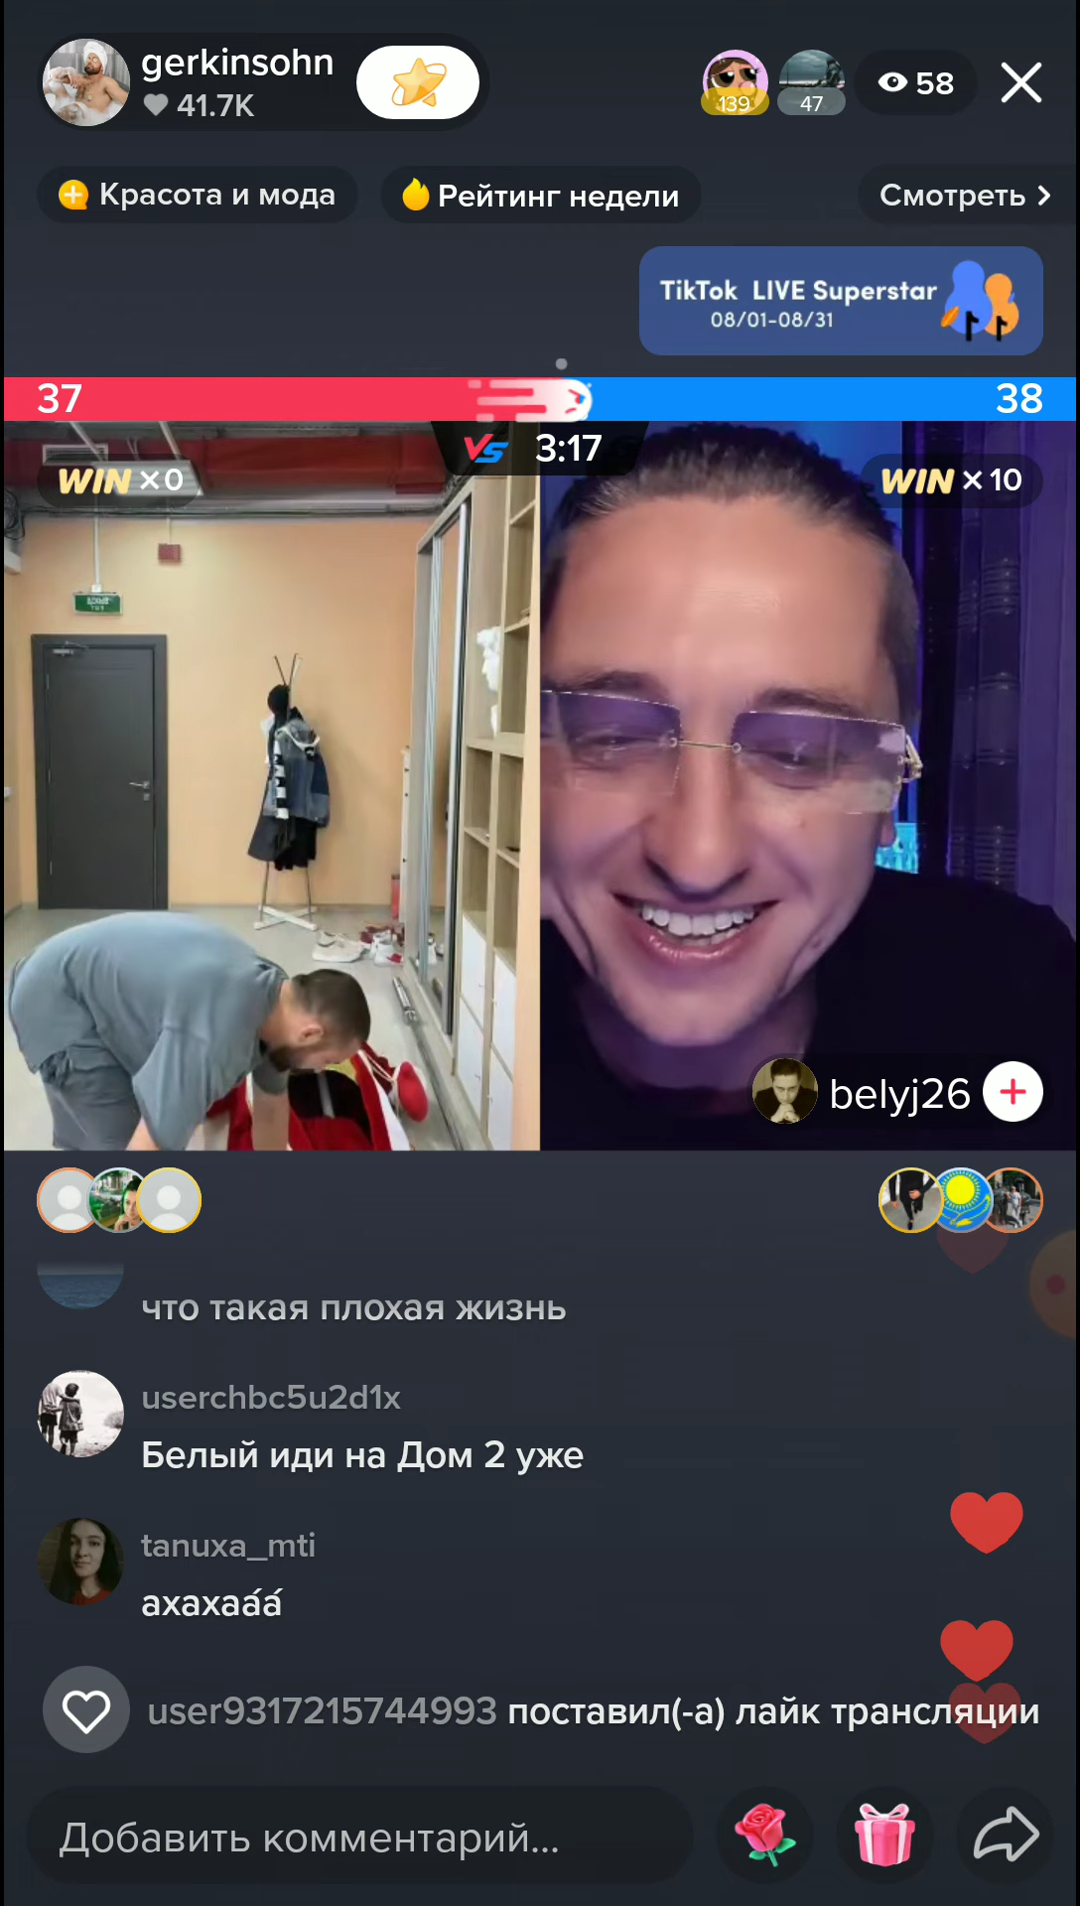 gerkinsohn
41.7K
139
47
58
Красота и мода
Рейтинг недели
Смотреть
TikTok LIVE Superstar
08/01-08/31
37
38
VS 3:17
WIN ×0
WIN × 10
belyj26
что такая плохая жизнь
userchbc5u2d1x
Белый иди на Дом 2 уже
tanuxa_mti
ахахаа́а́
user9317215744993 поставил(-а) лайк трансляции
Добавить комментарий...